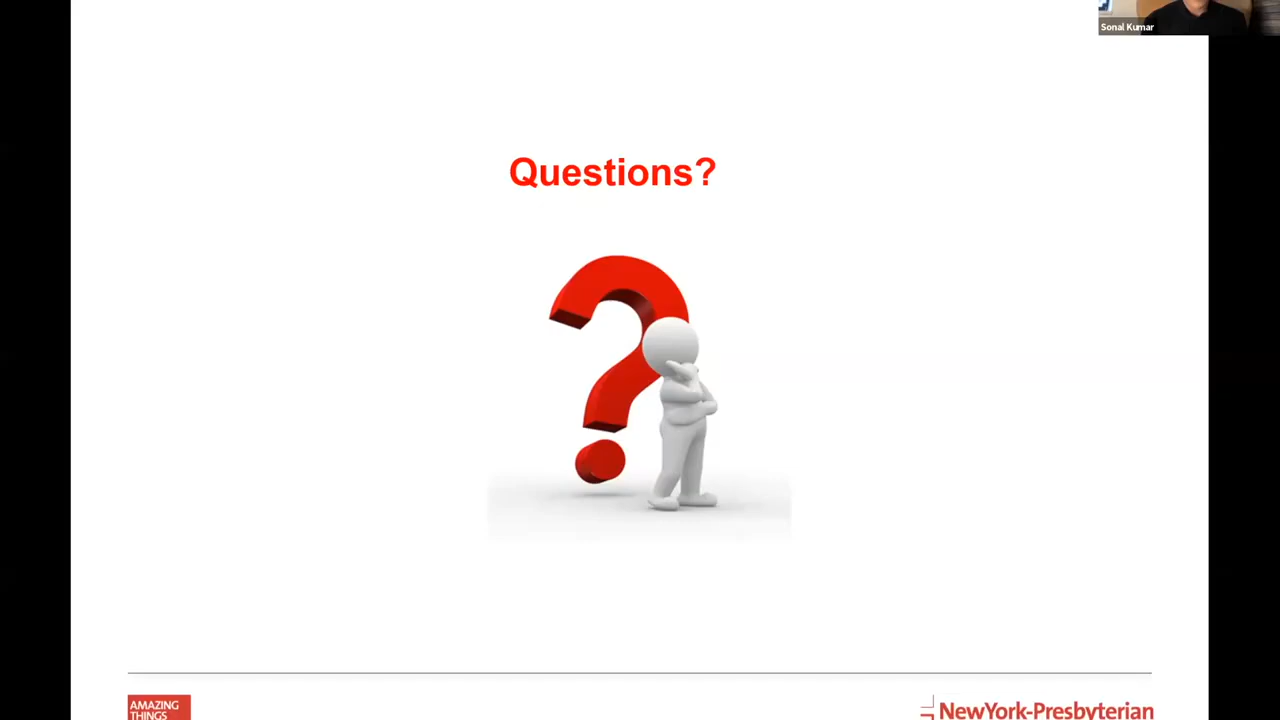 Sonal Kumar
Questions?
AMAZING
THINGS
NewYork-Presbyterian